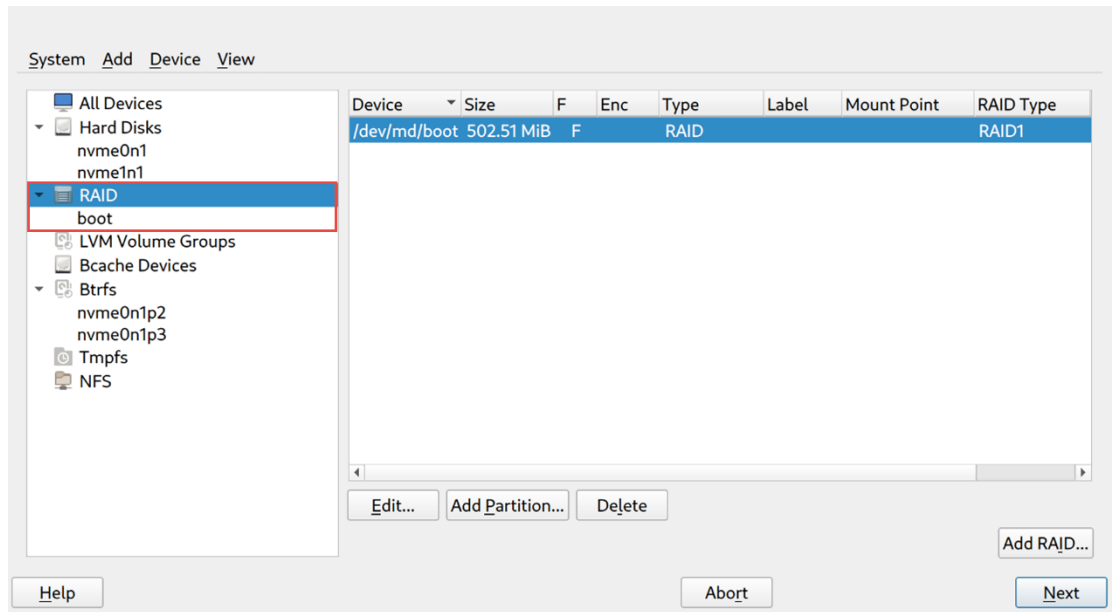 System Add Device View
All Devices
Hard Disks
nvme0n1
nvme1n1
RAID
boot
LVM Volume Groups
Bcache Devices
Btrfs
nvme0n1p2
nvme0n1p3
Tmpfs
NFS
Device Size F Enc Type Label Mount Point RAID Type
/dev/md/boot 502.51 MiB F RAID RAID1
Edit... Add Partition... Delete
Add RAID...
Help Abort Next